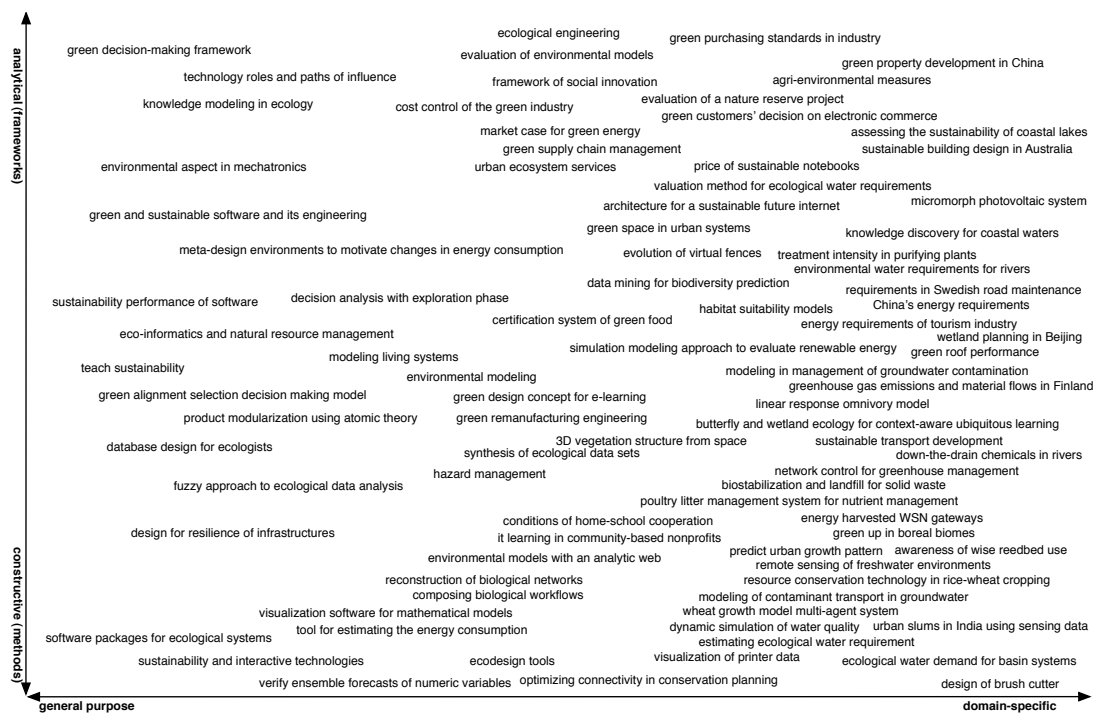 ecological engineering
green purchasing standards in industry
green decision-making framework
evaluation of environmental models
green property development in China
technology roles and paths of influence
framework of social innovation
agri-environmental measures
knowledge modeling in ecology
cost control of the green industry
evaluation of a nature reserve project
green customers' decision on electronic commerce
market case for green energy
assessing the sustainability of coastal lakes
green supply chain management
sustainable building design in Australia
environmental aspect in mechatronics
urban ecosystem services
price of sustainable notebooks
valuation method for ecological water requirements
micromorph photovoltaic system
architecture for a sustainable future internet
green and sustainable software and its engineering
green space in urban systems
knowledge discovery for coastal waters
meta-design environments to motivate changes in energy consumption
evolution of virtual fences
treatment intensity in purifying plants
environmental water requirements for rivers
data mining for biodiversity prediction
requirements in Swedish road maintenance
sustainability performance of software
decision analysis with exploration phase
habitat suitability models
China's energy requirements
certification system of green food
energy requirements of tourism industry
eco-informatics and natural resource management
wetland planning in Beijing
simulation modeling approach to evaluate renewable energy
green roof performance
modeling living systems
teach sustainability
environmental modeling
modeling in management of groundwater contamination
greenhouse gas emissions and material flows in Finland
green alignment selection decision making model
green design concept for e-learning
linear response omnivory model
product modularization using atomic theory
green remanufacturing engineering
butterfly and wetland ecology for context-aware ubiquitous learning
database design for ecologists
3D vegetation structure from space
sustainable transport development
synthesis of ecological data sets
down-the-drain chemicals in rivers
hazard management
network control for greenhouse management
fuzzy approach to ecological data analysis
biostabilization and landfill for solid waste
poultry litter management system for nutrient management
conditions of home-school cooperation
energy harvested WSN gateways
design for resilience of infrastructures
it learning in community-based nonprofits
green up in boreal biomes
environmental models with an analytic web
predict urban growth pattern
awareness of wise reedbed use
remote sensing of freshwater environments
reconstruction of biological networks
resource conservation technology in rice-wheat cropping
composing biological workflows
modeling of contaminant transport in groundwater
visualization software for mathematical models
wheat growth model multi-agent system
software packages for ecological systems
tool for estimating the energy consumption
dynamic simulation of water quality
urban slums in India using sensing data
estimating ecological water requirement
sustainability and interactive technologies
ecodesign tools
visualization of printer data
ecological water demand for basin systems
verify ensemble forecasts of numeric variables
optimizing connectivity in conservation planning
design of brush cutter
analytical (frameworks)
constructive (methods)
general purpose
domain-specific